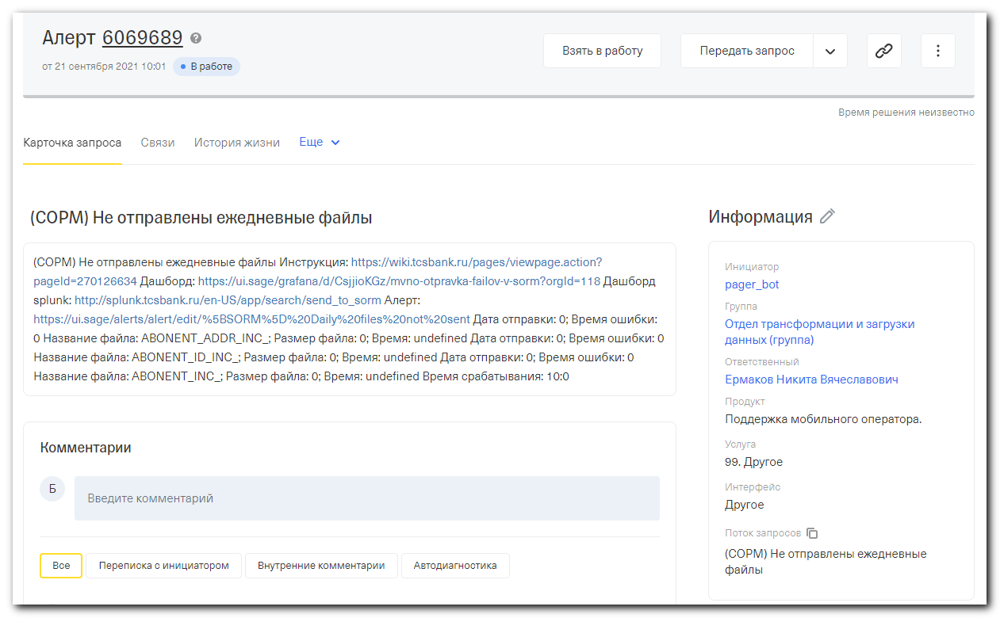 Алерт 6069689 ?
Взять в работу
Передать запрос
от 21 сентября 2021 10:01
В работе
Время решения неизвестно
Карточка запроса
Связи
История жизни
Еще
(СОРМ) Не отправлены ежедневные файлы
(СОРМ) Не отправлены ежедневные файлы Инструкция: https://wiki.tcsbank.ru/pages/viewpage.action?
pageId=270126634 Дашборд: https://ui.sage/grafana/d/CsjjioKGz/mvno-otpravka-failov-v-sorm?orgId=118 Дашборд
splunk: http://splunk.tcsbank.ru/en-US/app/search/send_to_sorm Алерт:
https://ui.sage/alerts/alert/edit/%5BSORM%5D%20Daily%20files%20not%20sent Дата отправки: 0; Время ошибки:
0 Название файла: ABONENT_ADDR_INC_; Размер файла: 0; Время: undefined Дата отправки: 0; Время ошибки: 0
Название файла: ABONENT_ID_INC_; Размер файла: 0; Время: undefined Дата отправки: 0; Время ошибки: 0
Название файла: ABONENT_INC_; Размер файла: 0; Время: undefined Время срабатывания: 10:0
Комментарии
Б
Введите комментарий
Все
Переписка с инициатором
Внутренние комментарии
Автодиагностика
Информация
Инициатор
pager_bot
Группа
Отдел трансформации и загрузки
данных (группа)
Ответственный
Ермаков Никита Вячеславович
Продукт
Поддержка мобильного оператора.
Услуга
99. Другое
Интерфейс
Другое
Поток запросов
(СОРМ) Не отправлены ежедневные
файлы